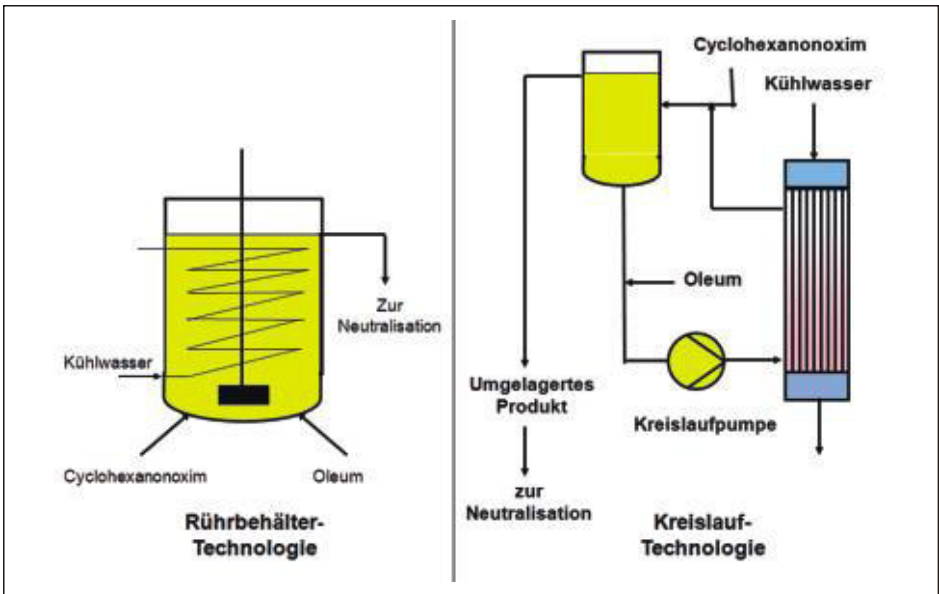 Zur
Neutralisation
Kühlwasser
Cyclohexanonoxim
Oleum
Rührbehälter-
Technologie
Cyclohexanonoxim
Kühlwasser
Oleum
Umgelagertes
Produkt
Kreislaufpumpe
zur
Neutralisation
Kreislauf-
Technologie